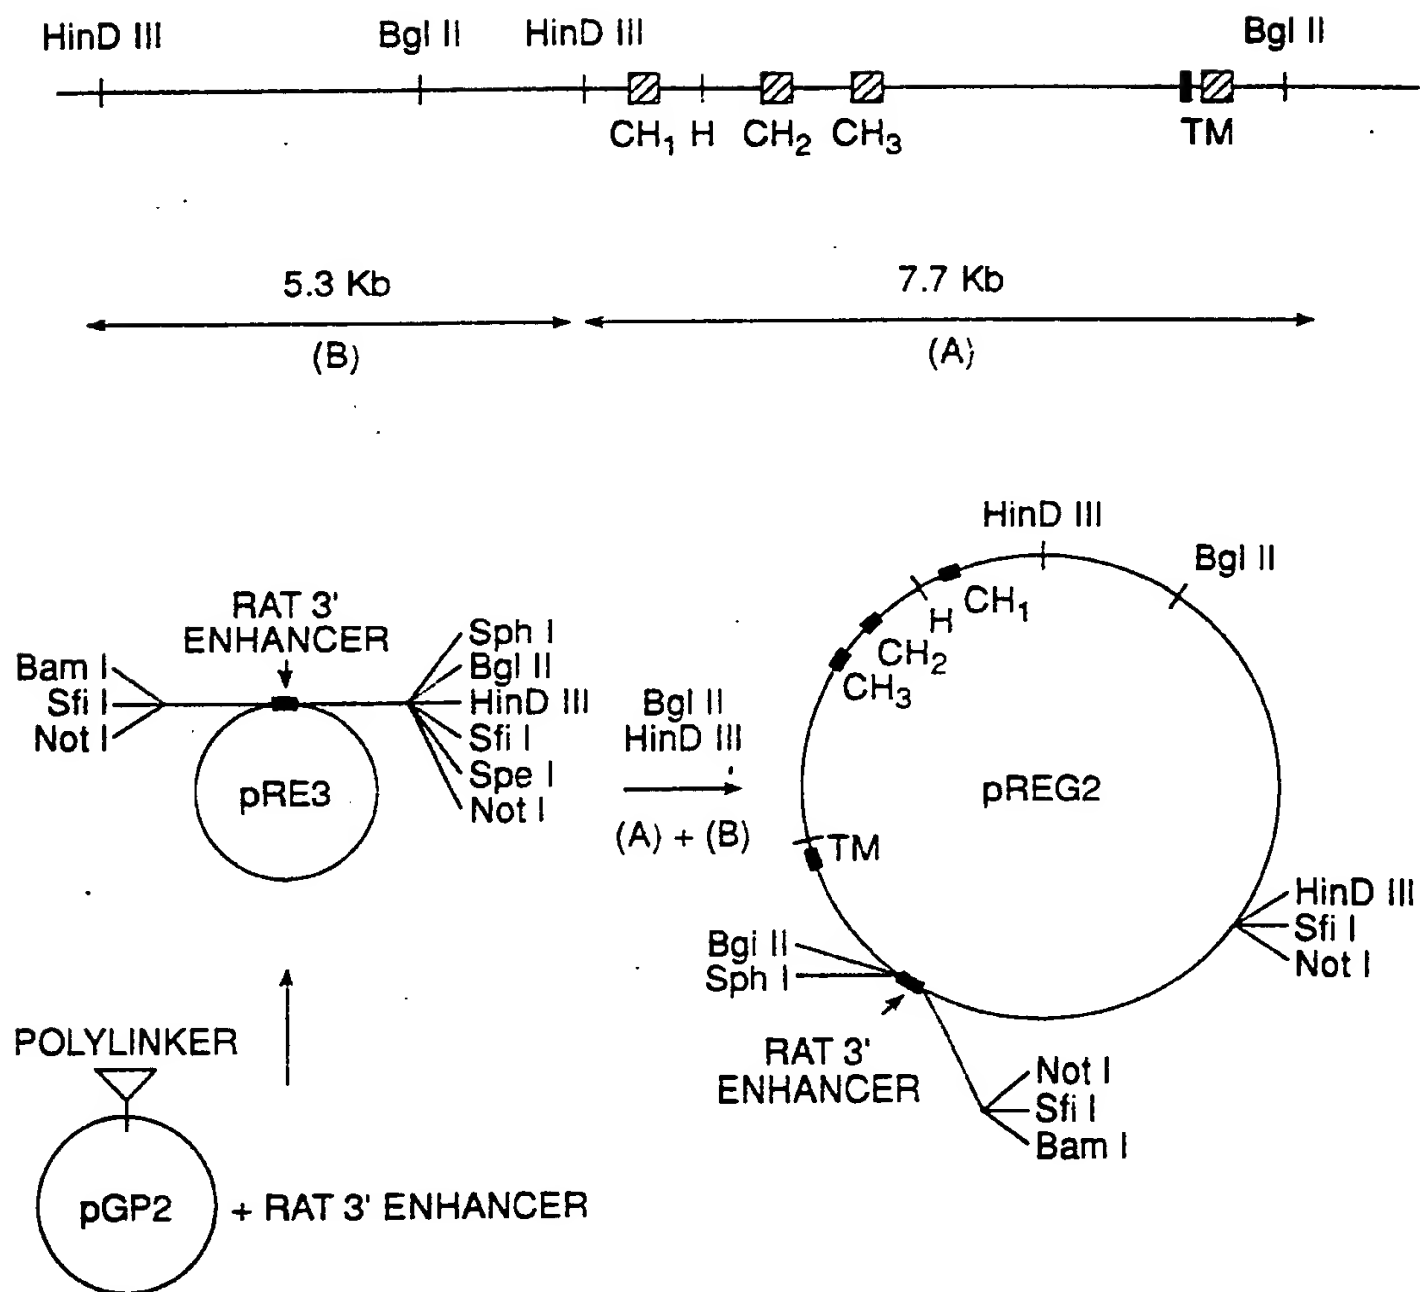 HinD III Bgl II HinD III Bgl II
CH1 H CH2 CH3 TM
5.3 Kb 7.7 Kb
(B) (A)
HinD III
Bgl II
CH1
H
CH2
CH3
pREG2
TM
HinD III
Sfi I
Not I
Bgi II
Sph I
RAT 3'
ENHANCER
Not I
Sfi I
Bam I
RAT 3'
ENHANCER
Bam I
Sfi I
Not I
Sph I
Bgl II
HinD III
Sfi I
Spe I
Not I
pRE3
Bgl II
HinD III
(A) + (B)
POLYLINKER
pGP2 + RAT 3' ENHANCER